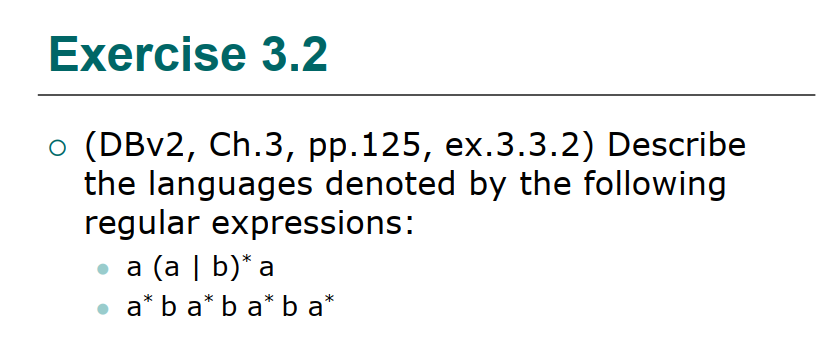 Exercise 3.2
(DBv2, Ch.3, pp.125, ex.3.3.2) Describe
the languages denoted by the following
regular expressions:
a (a | b)* a
a* b a* b a* b a*